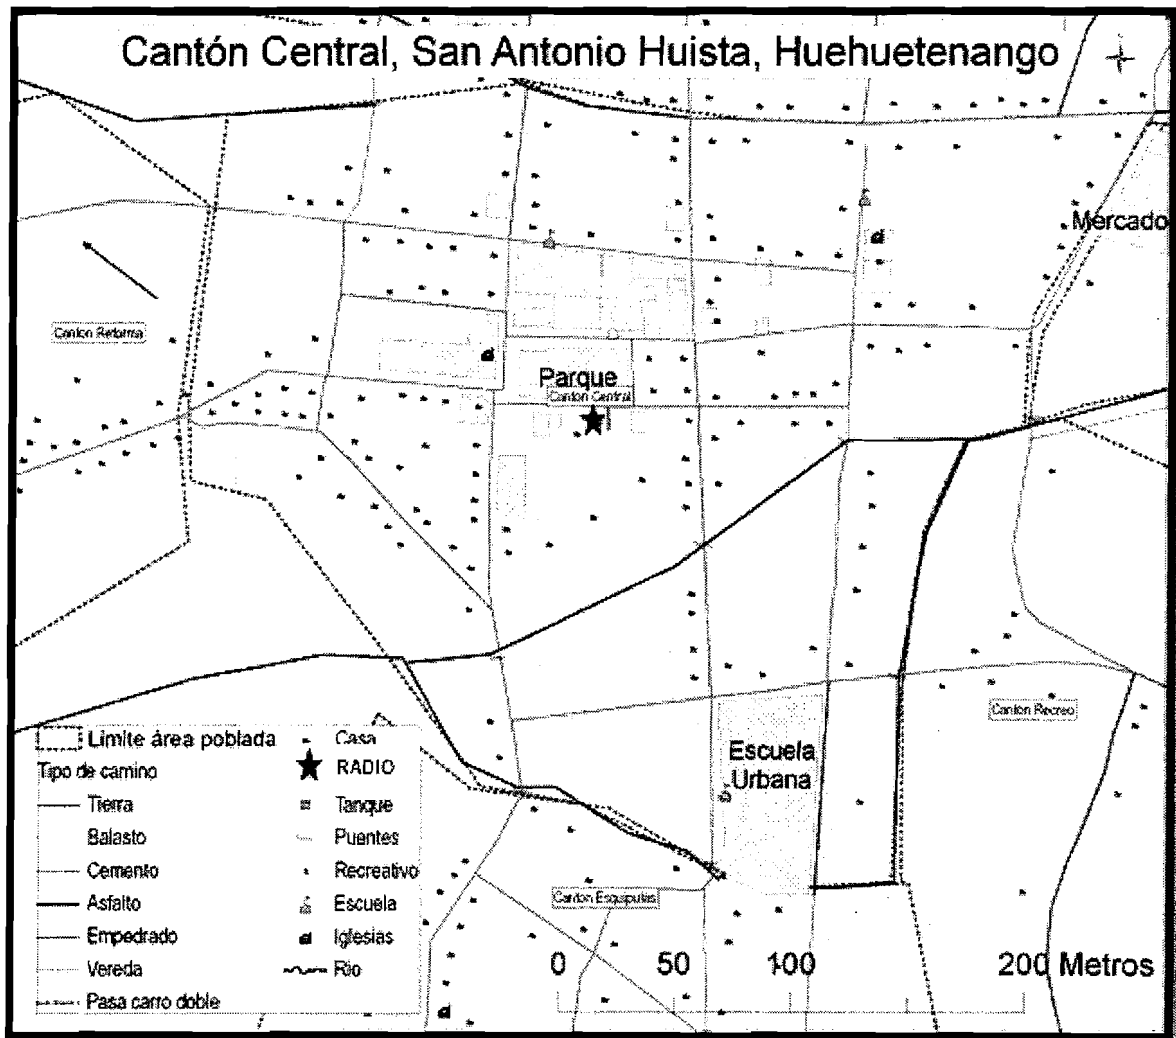 Cantón Central, San Antonio Huista, Huehuetenango
Mercado
Canton Reforma
Parque
Canton Central
Canton Recreo
Escuela
Urbana
Canton Esquipulas
Limite área poblada
Tipo de camino
Tierra
Balasto
Cemento
Asfalto
Empedrado
Vereda
Pasa carro doble
Casa
RADIO
Tanque
Puentes
Recreativo
Escuela
Iglesias
Rio
0 50 100 200 Metros